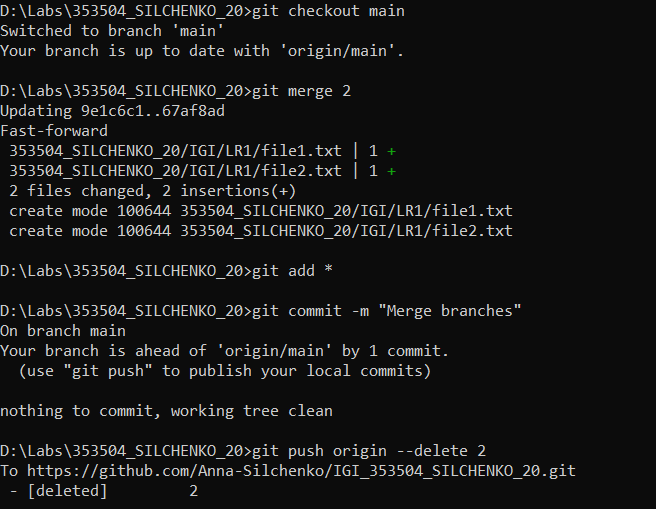 D:\Labs\353504_SILCHENKO_20>git checkout main
Switched to branch 'main'
Your branch is up to date with 'origin/main'.
D:\Labs\353504_SILCHENKO_20>git merge 2
Updating 9e1c6c1..67af8ad
Fast-forward
 353504_SILCHENKO_20/IGI/LR1/file1.txt | 1 +
 353504_SILCHENKO_20/IGI/LR1/file2.txt | 1 +
 2 files changed, 2 insertions(+)
 create mode 100644 353504_SILCHENKO_20/IGI/LR1/file1.txt
 create mode 100644 353504_SILCHENKO_20/IGI/LR1/file2.txt
D:\Labs\353504_SILCHENKO_20>git add *
D:\Labs\353504_SILCHENKO_20>git commit -m "Merge branches"
On branch main
Your branch is ahead of 'origin/main' by 1 commit.
  (use "git push" to publish your local commits)
nothing to commit, working tree clean
D:\Labs\353504_SILCHENKO_20>git push origin --delete 2
To https://github.com/Anna-Silchenko/IGI_353504_SILCHENKO_20.git
 - [deleted]         2